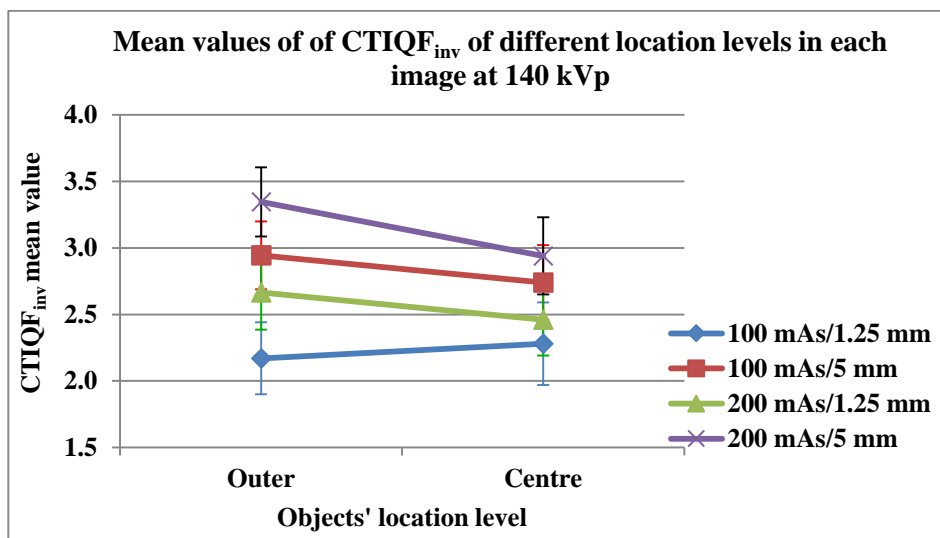 Mean values of of CTIQFinv of different location levels in each
image at 140 kVp
CTIQFinv mean value
4.0
3.5
3.0
2.5
2.0
1.5
Outer
Centre
Objects' location level
100 mAs/1.25 mm
100 mAs/5 mm
200 mAs/1.25 mm
200 mAs/5 mm